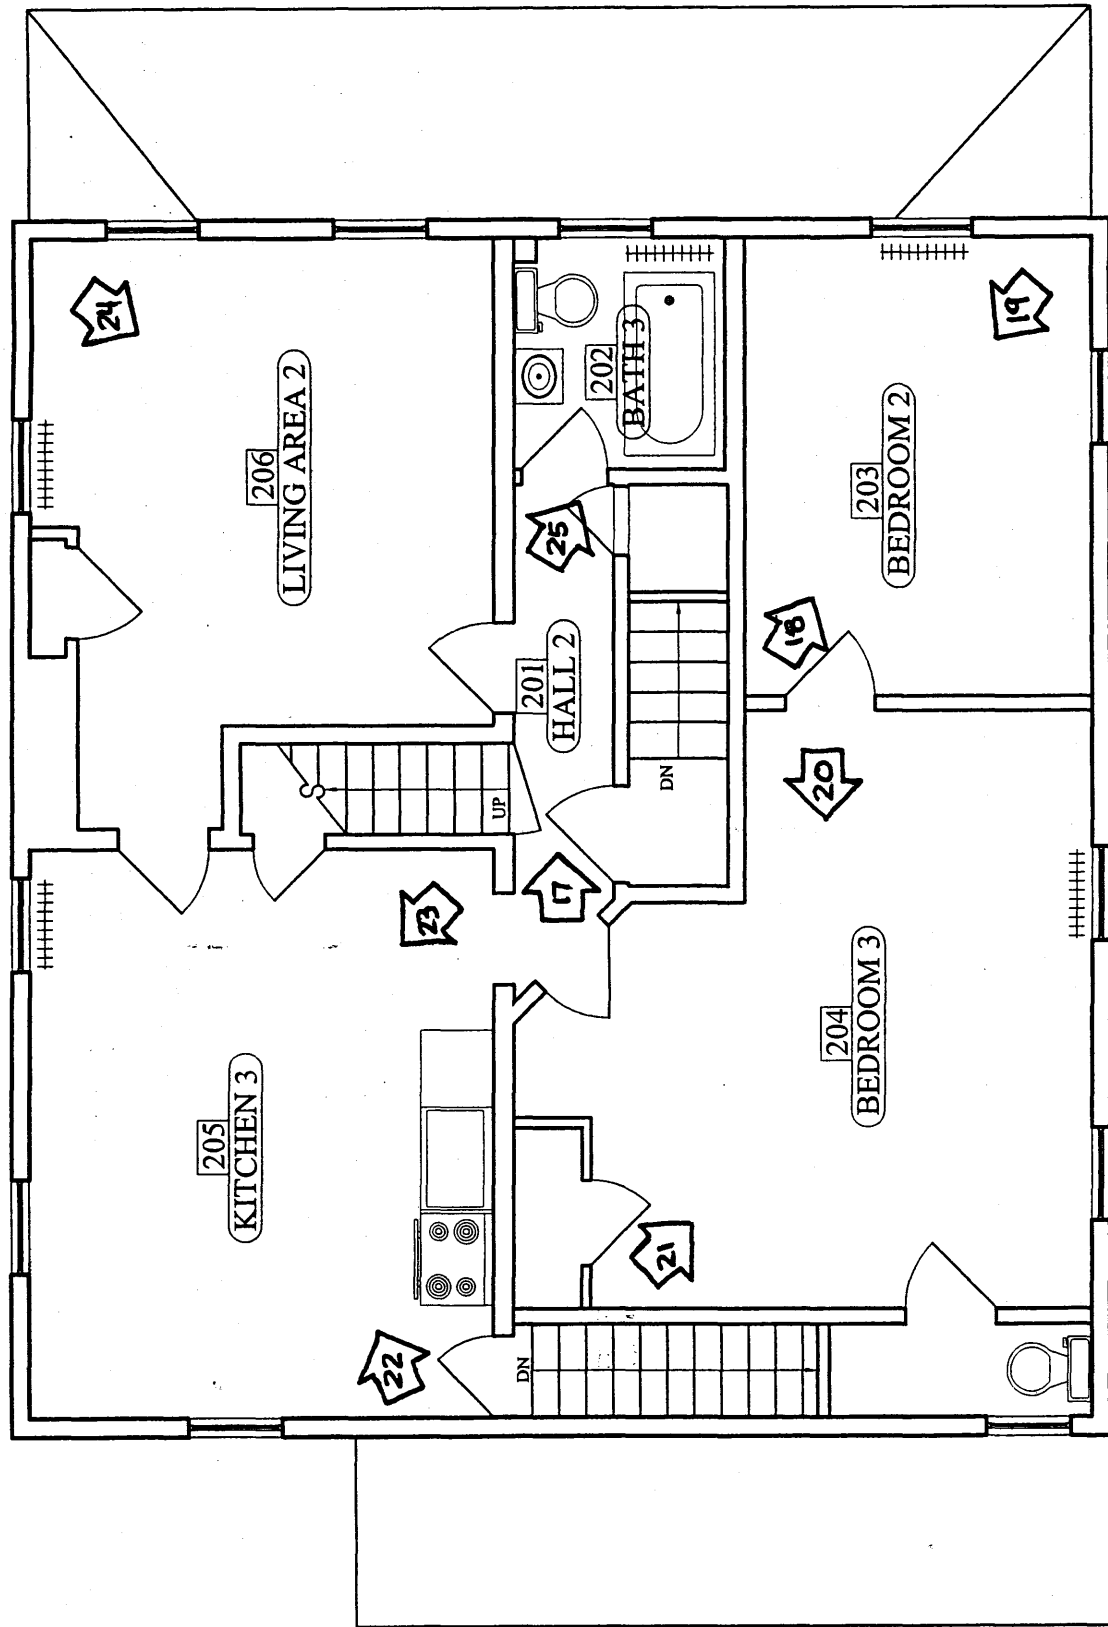 24
206
LIVING AREA 2
202
BATH 3
19
203
BEDROOM 2
25
18
201
HALL 2
DN
UP
20
17
23
204
BEDROOM 3
205
KITCHEN 3
21
22
DN